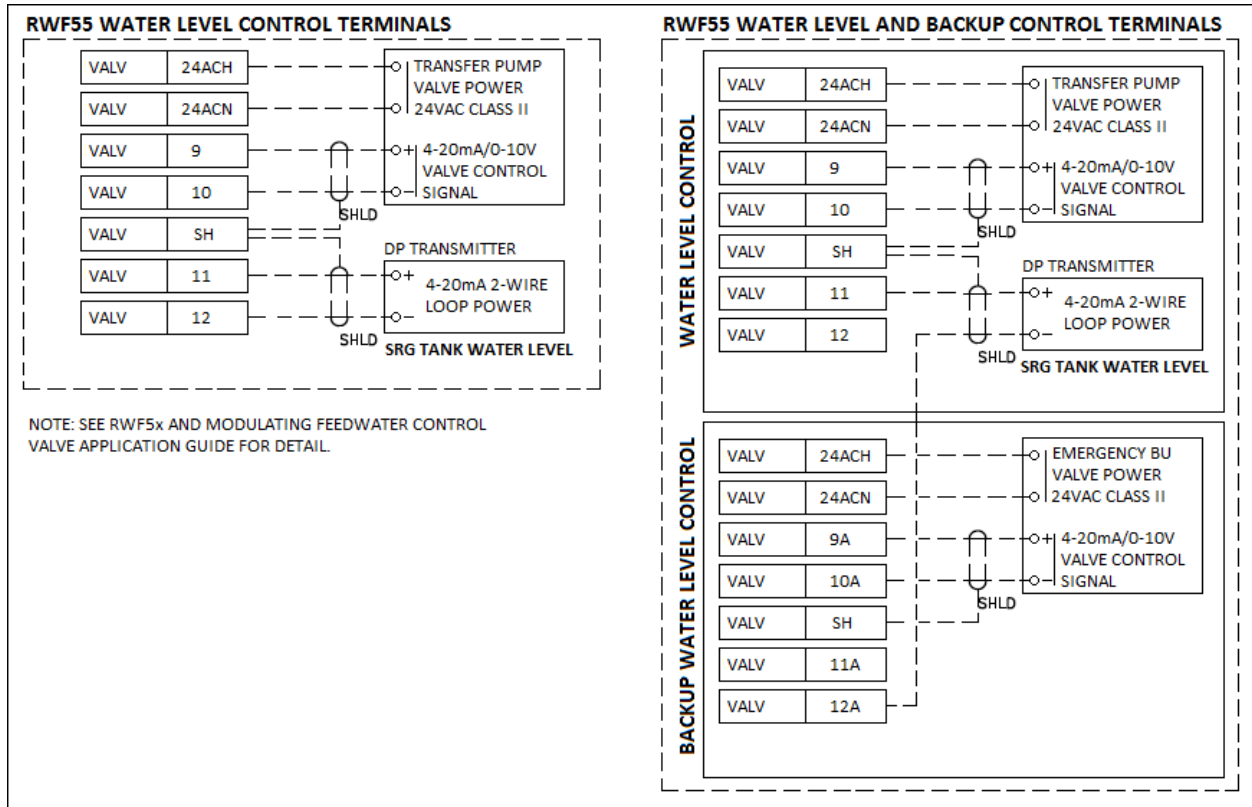 RWF55 WATER LEVEL CONTROL TERMINALS
VALV 24ACH
VALV 24ACN
VALV 9
VALV 10
VALV SH
VALV 11
VALV 12
TRANSFER PUMP
VALVE POWER
24VAC CLASS II
+ 4-20mA/0-10V
VALVE CONTROL
- SIGNAL
SHLD
DP TRANSMITTER
+ 4-20mA 2-WIRE
- LOOP POWER
SHLD
SRG TANK WATER LEVEL
NOTE: SEE RWF5x AND MODULATING FEEDWATER CONTROL
VALVE APPLICATION GUIDE FOR DETAIL.
RWF55 WATER LEVEL AND BACKUP CONTROL TERMINALS
WATER LEVEL CONTROL
VALV 24ACH
VALV 24ACN
VALV 9
VALV 10
VALV SH
VALV 11
VALV 12
TRANSFER PUMP
VALVE POWER
24VAC CLASS II
+ 4-20mA/0-10V
VALVE CONTROL
- SIGNAL
SHLD
DP TRANSMITTER
+ 4-20mA 2-WIRE
- LOOP POWER
SHLD
SRG TANK WATER LEVEL
BACKUP WATER LEVEL CONTROL
VALV 24ACH
VALV 24ACN
VALV 9A
VALV 10A
VALV SH
VALV 11A
VALV 12A
EMERGENCY BU
VALVE POWER
24VAC CLASS II
+ 4-20mA/0-10V
VALVE CONTROL
- SIGNAL
SHLD